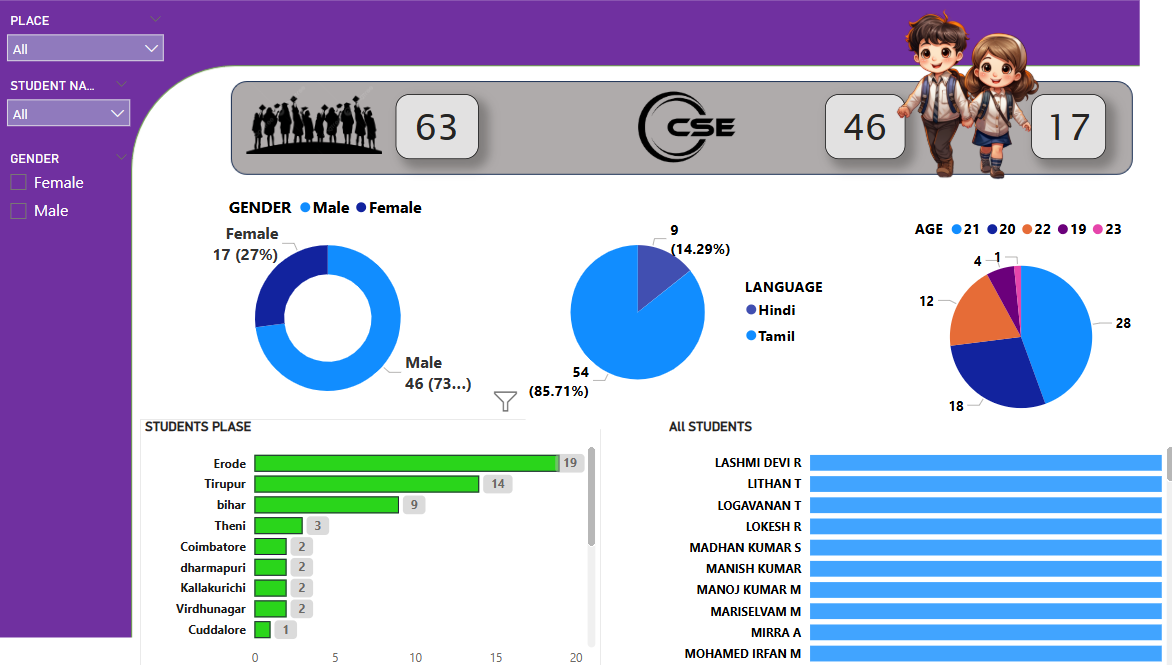 PLACE
All
STUDENT NA...
All
GENDER
Female
Male
63
CSE
46
17
GENDER Male Female
Female
17 (27%)
Male
46 (73...)
9
(14.29%)
54
(85.71%)
LANGUAGE
Hindi
Tamil
AGE 21 20 22 19 23
4
1
12
28
18
STUDENTS PLASE
Erode 19
Tirupur 14
bihar 9
Theni 3
Coimbatore 2
dharmapuri 2
Kallakurichi 2
Virdhunagar 2
Cuddalore 1
0 5 10 15 20
All STUDENTS
LASHMI DEVI R
LITHAN T
LOGAVANAN T
LOKESH R
MADHAN KUMAR S
MANISH KUMAR
MANOJ KUMAR M
MARISELVAM M
MIRRA A
MOHAMED IRFAN M